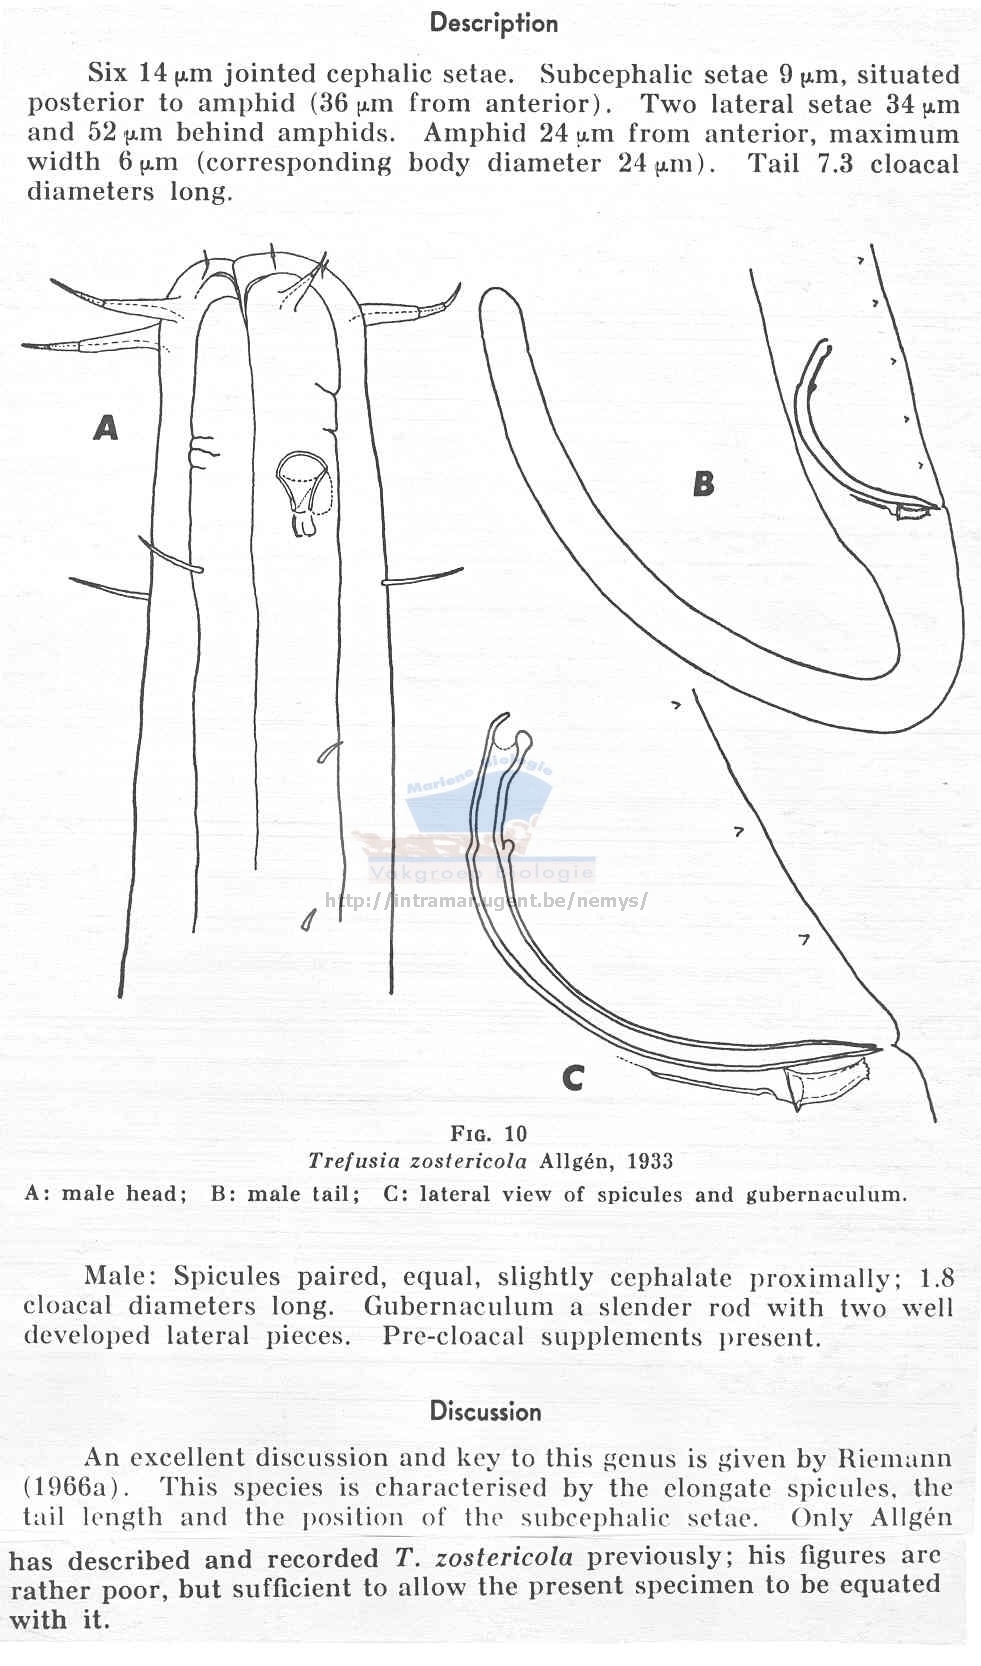 Description
Six 14 μm jointed cephalic setae. Subcephalic setae 9 μm, situated
posterior to amphid (36 μm from anterior). Two lateral setae 34 μm
and 52 μm behind amphids. Amphid 24 μm from anterior, maximum
width 6 μm (corresponding body diameter 24 μm). Tail 7.3 cloacal
diameters long.
A
B
Mariene Biologie
Vakgroep Biologie
http://intramar.ugent.be/nemys/
C
FIG. 10
Trefusia zostericola Allgén, 1933
A: male head; B: male tail; C: lateral view of spicules and gubernaculum.
Male: Spicules paired, equal, slightly cephalate proximally; 1.8
cloacal diameters long. Gubernaculum a slender rod with two well
developed lateral pieces. Pre-cloacal supplements present.
Discussion
An excellent discussion and key to this genus is given by Riemann
(1966a). This species is characterised by the elongate spicules, the
tail length and the position of the subcephalic setae. Only Allgén
has described and recorded T. zostericola previously; his figures are
rather poor, but sufficient to allow the present specimen to be equated
with it.